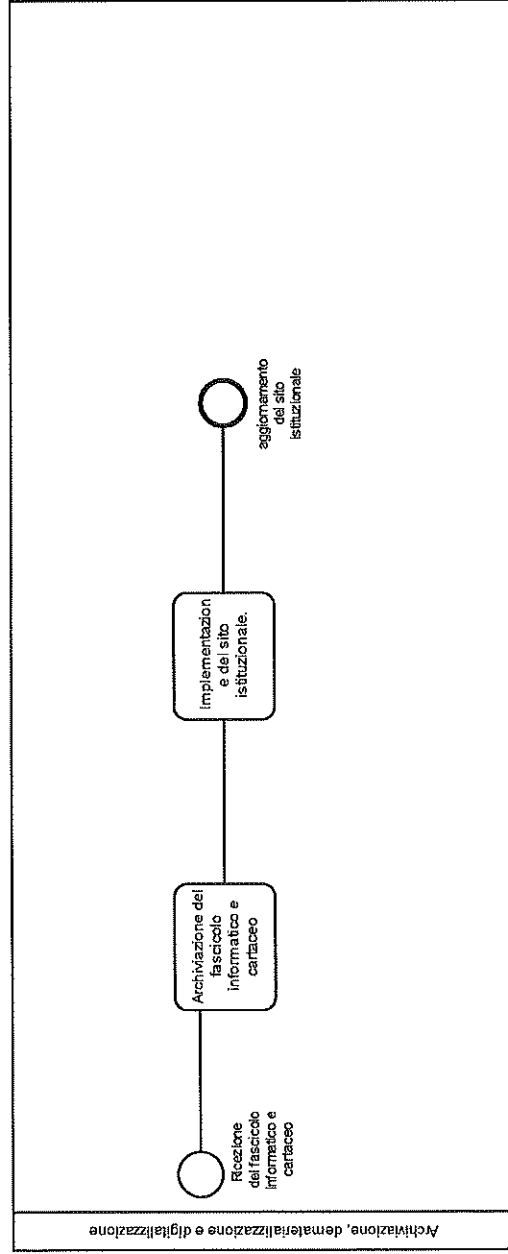 Archiviazione, dematerializzazione e digitalizzazione
Ricezione
del fascicolo
informatico e
cartaceo
Archiviazione del
fascicolo
informatico e
cartaceo
Implementazion
e del sito
istituzionale.
aggiornamento
del sito
istituzionale